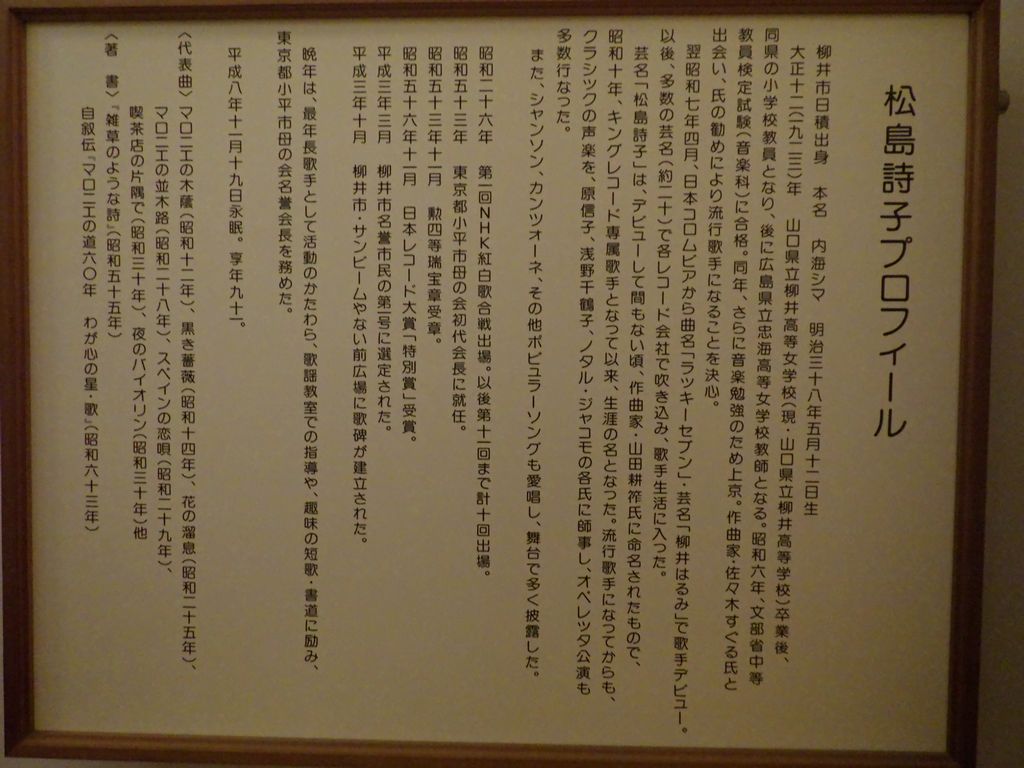 松島詩子プロフィール
柳井市日積出身　本名　内海シマ　明治三十八年五月十二日生
大正十二(一九二三)年　山口県立柳井高等女学校(現・山口県立柳井高等学校)卒業後、
同県の小学校教員となり、後に広島県立忠海高等女学校教師となる。昭和六年、文部省中等
教員検定試験(音楽科)に合格。同年、さらに音楽勉強のため上京。作曲家・佐々木すぐる氏と
出会い、氏の勧めにより流行歌手になることを決心。
翌昭和七年四月、日本コロムビアから曲名「ラッキーセブン」・芸名「柳井はるみ」で歌手デビュー。
以後、多数の芸名(約二十)で各レコード会社で吹き込み、歌手生活に入った。
芸名「松島詩子」は、デビューして間もない頃、作曲家・山田耕筰氏に命名されたもので、
昭和十年、キングレコード専属歌手となって以来、生涯の名となった。流行歌手になってからも、
クラシックの声楽を、原信子、浅野千鶴子、ノタル・ジャコモの各氏に師事し、オペレッタ公演も
多数行なった。
また、シャンソン、カンツォーネ、その他ポピュラーソングも愛唱し、舞台で多く披露した。
昭和二十六年　第一回NHK紅白歌合戦出場。以後第十一回まで計十回出場。
昭和五十三年　東京都小平市母の会初代会長に就任。
昭和五十三年十一月　勲四等瑞宝章受章。
昭和五十六年十一月　日本レコード大賞「特別賞」受賞。
平成三年三月　柳井市名誉市民の第一号に選定された。
平成三年十月　柳井市・サンビームやない前広場に歌碑が建立された。
晩年は、最年長歌手として活動のかたわら、歌謡教室での指導や、趣味の短歌・書道に励み、
東京都小平市母の会名誉会長を務めた。
平成八年十一月十九日永眠。享年九十一。
〈代表曲〉マロニエの木蔭(昭和十二年)、黒き薔薇(昭和十四年)、花の溜息(昭和二十五年)、
マロニエの並木路(昭和二十八年)、スペインの恋唄(昭和二十九年)、
喫茶店の片隅で(昭和三十年)、夜のバイオリン(昭和三十年)他
〈著　書〉『雑草のような詩』(昭和五十五年)
自叙伝『マロニエの道六〇年　わが心の星・歌』(昭和六十三年)